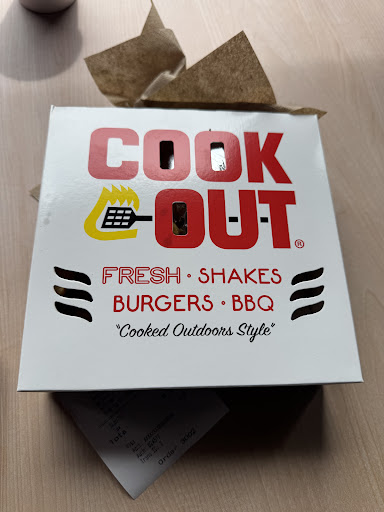 COOK
OUT®
FRESH • SHAKES
BURGERS • BBQ
"Cooked Outdoors Style"